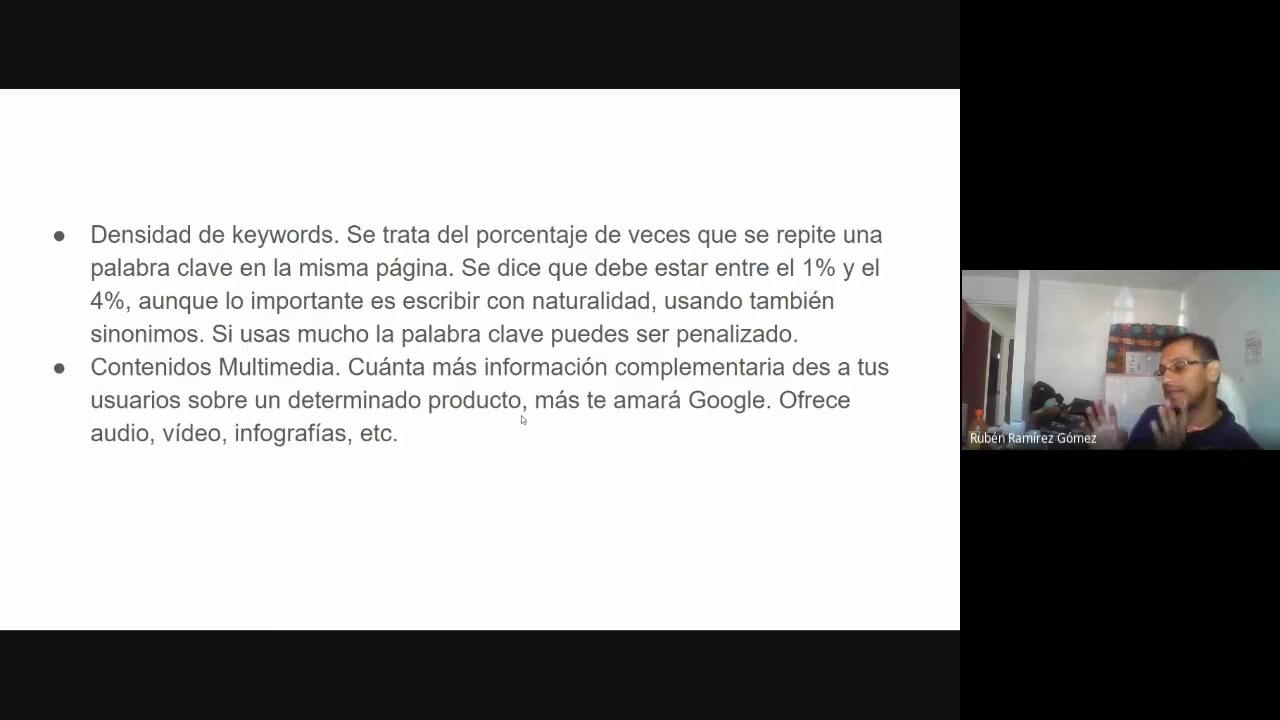 ● Densidad de keywords. Se trata del porcentaje de veces que se repite una
palabra clave en la misma página. Se dice que debe estar entre el 1% y el
4%, aunque lo importante es escribir con naturalidad, usando también
sinonimos. Si usas mucho la palabra clave puedes ser penalizado.
● Contenidos Multimedia. Cuánta más información complementaria des a tus
usuarios sobre un determinado producto, más te amará Google. Ofrece
audio, vídeo, infografías, etc.
Rubén Ramírez Gómez